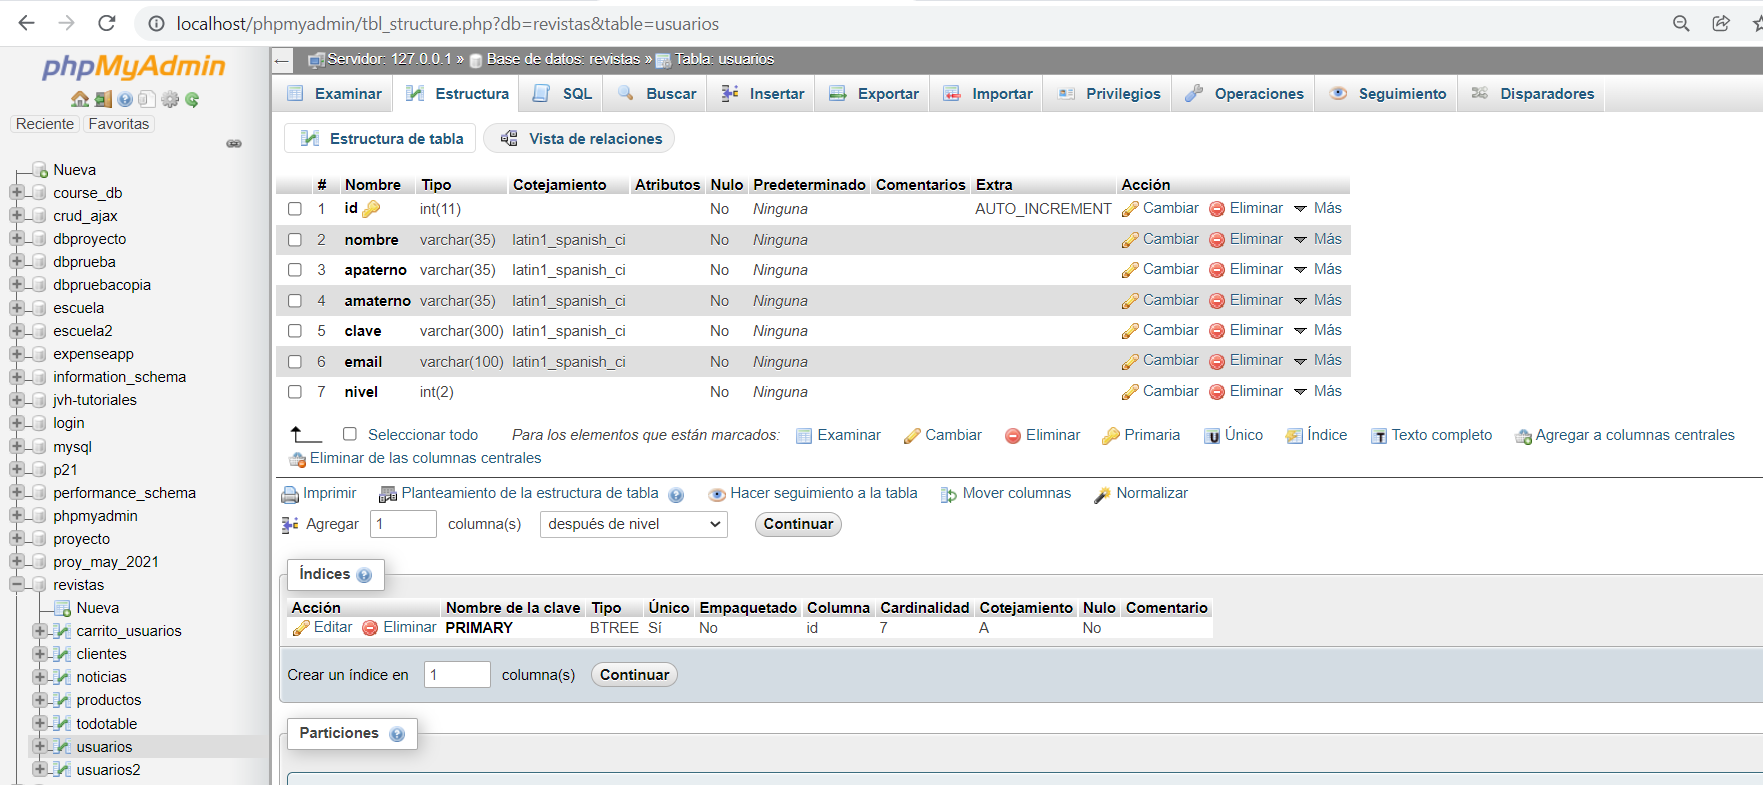 localhost/phpmyadmin/tbl_structure.php?db=revistas&table=usuarios
phpMyAdmin
Reciente Favoritas
Nueva
course_db
crud_ajax
dbproyecto
dbprueba
dbpruebacopia
escuela
escuela2
expenseapp
information_schema
jvh-tutoriales
login
mysql
p21
performance_schema
phpmyadmin
proyecto
proy_may_2021
revistas
Nueva
carrito_usuarios
clientes
noticias
productos
todotable
usuarios
usuarios2
Servidor: 127.0.0.1 » Base de datos: revistas » Tabla: usuarios
Examinar Estructura SQL Buscar Insertar Exportar Importar Privilegios Operaciones Seguimiento Disparadores
Estructura de tabla Vista de relaciones
# Nombre Tipo Cotejamiento Atributos Nulo Predeterminado Comentarios Extra Acción
1 id int(11) No Ninguna AUTO_INCREMENT Cambiar Eliminar Más
2 nombre varchar(35) latin1_spanish_ci No Ninguna Cambiar Eliminar Más
3 apaterno varchar(35) latin1_spanish_ci No Ninguna Cambiar Eliminar Más
4 amaterno varchar(35) latin1_spanish_ci No Ninguna Cambiar Eliminar Más
5 clave varchar(300) latin1_spanish_ci No Ninguna Cambiar Eliminar Más
6 email varchar(100) latin1_spanish_ci No Ninguna Cambiar Eliminar Más
7 nivel int(2) No Ninguna Cambiar Eliminar Más
Seleccionar todo Para los elementos que están marcados: Examinar Cambiar Eliminar Primaria Único Índice Texto completo Agregar a columnas centrales
Eliminar de las columnas centrales
Imprimir Planteamiento de la estructura de tabla Hacer seguimiento a la tabla Mover columnas Normalizar
Agregar 1 columna(s) después de nivel Continuar
Índices
Acción Nombre de la clave Tipo Único Empaquetado Columna Cardinalidad Cotejamiento Nulo Comentario
Editar Eliminar PRIMARY BTREE Sí No id 7 A No
Crear un índice en 1 columna(s) Continuar
Particiones